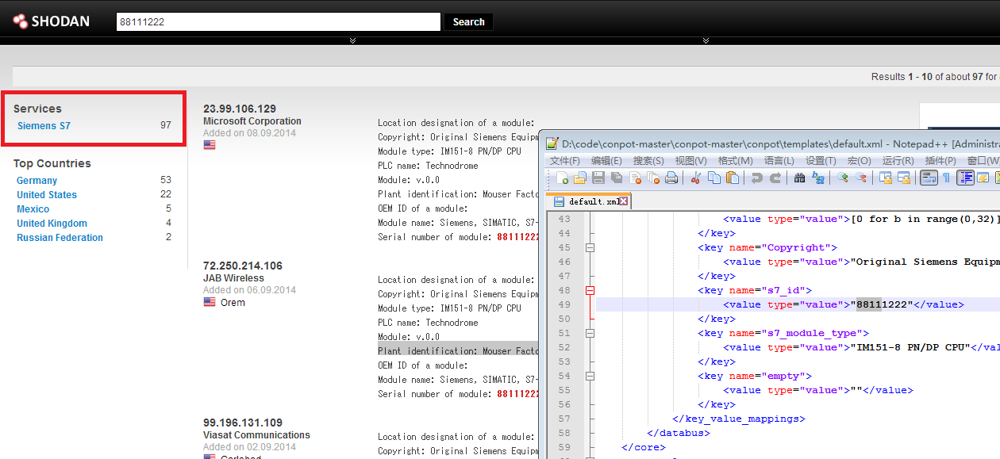 SHODAN
88111222
Search
Results 1 - 10 of about 97 for
Services
Siemens S7 97
Top Countries
Germany 53
United States 22
Mexico 5
United Kingdom 4
Russian Federation 2
23.99.106.129
Microsoft Corporation
Added on 08.09.2014
Location designation of a module:
Copyright: Original Siemens Equipm
Module type: IM151-8 PN/DP CPU
PLC name: Technodrome
Module: v.0.0
Plant identification: Mouser Facto
OEM ID of a module:
Module name: Siemens, SIMATIC, S7-
Serial number of module: 88111222
72.250.214.106
JAB Wireless
Added on 06.09.2014
Orem
Location designation of a module:
Copyright: Original Siemens Equipm
Module type: IM151-8 PN/DP CPU
PLC name: Technodrome
Module: v.0.0
Plant identification: Mouser Facto
OEM ID of a module:
Module name: Siemens, SIMATIC, S7-
Serial number of module: 88111222
99.196.131.109
Viasat Communications
Added on 02.09.2014
Carlsbad
Location designation of a module:
Copyright: Original Siemens Equipm
D:\code\conpot-master\conpot-master\conpot\templates\default.xml - Notepad++ [Administra
文件(F) 编辑(E) 搜索(S) 视图(V) 格式(M) 语言(L) 设置(T) 宏(O) 运行(R) 插件(P) 窗口(W
default.xml
43 <value type="value">[0 for b in range(0,32)]
44 </key>
45 <key name="Copyright">
46 <value type="value">"Original Siemens Equipm
47 </key>
48 <key name="s7_id">
49 <value type="value">"88111222"</value>
50 </key>
51 <key name="s7_module_type">
52 <value type="value">"IM151-8 PN/DP CPU"</val
53 </key>
54 <key name="empty">
55 <value type="value">""</value>
56 </key>
57 </key_value_mappings>
58 </databus>
59 </core>